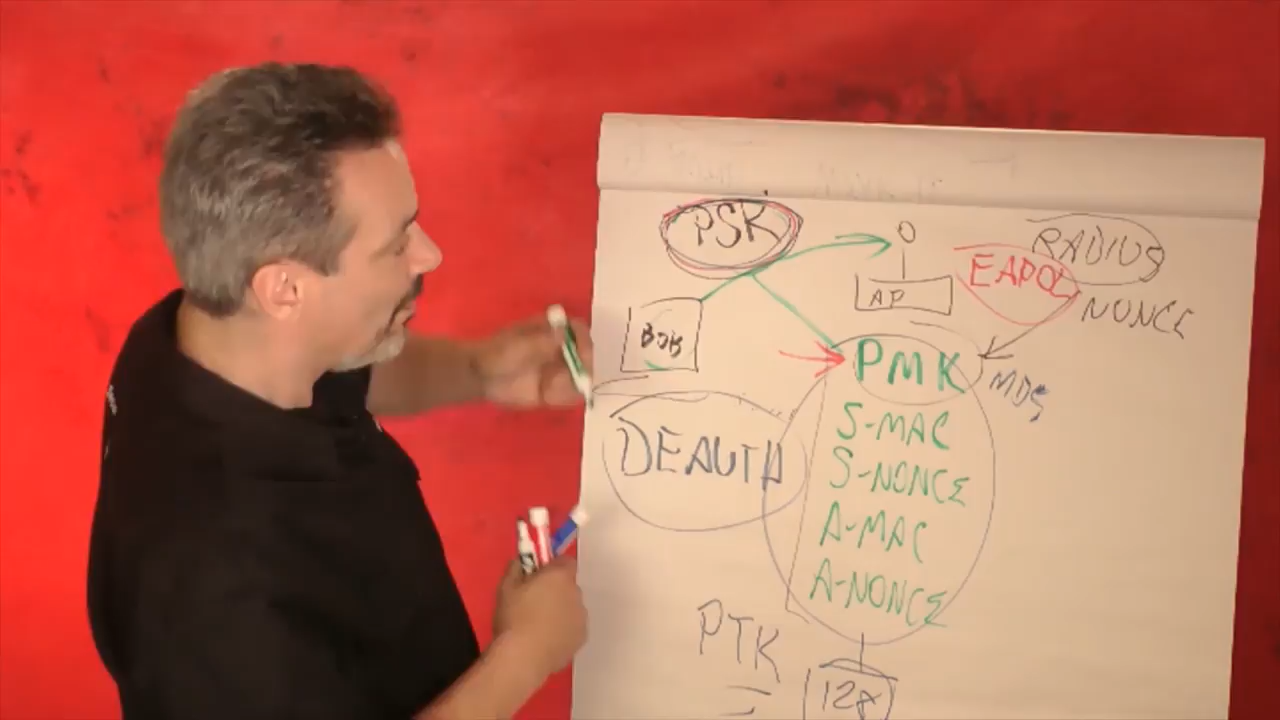 PSK
O
RADIUS
EAPOL
AP
NONCE
BOB
PMK
MD5
S-MAC
DEAUTH
S-NONCE
A-MAC
A-NONCE
PTK
=
128